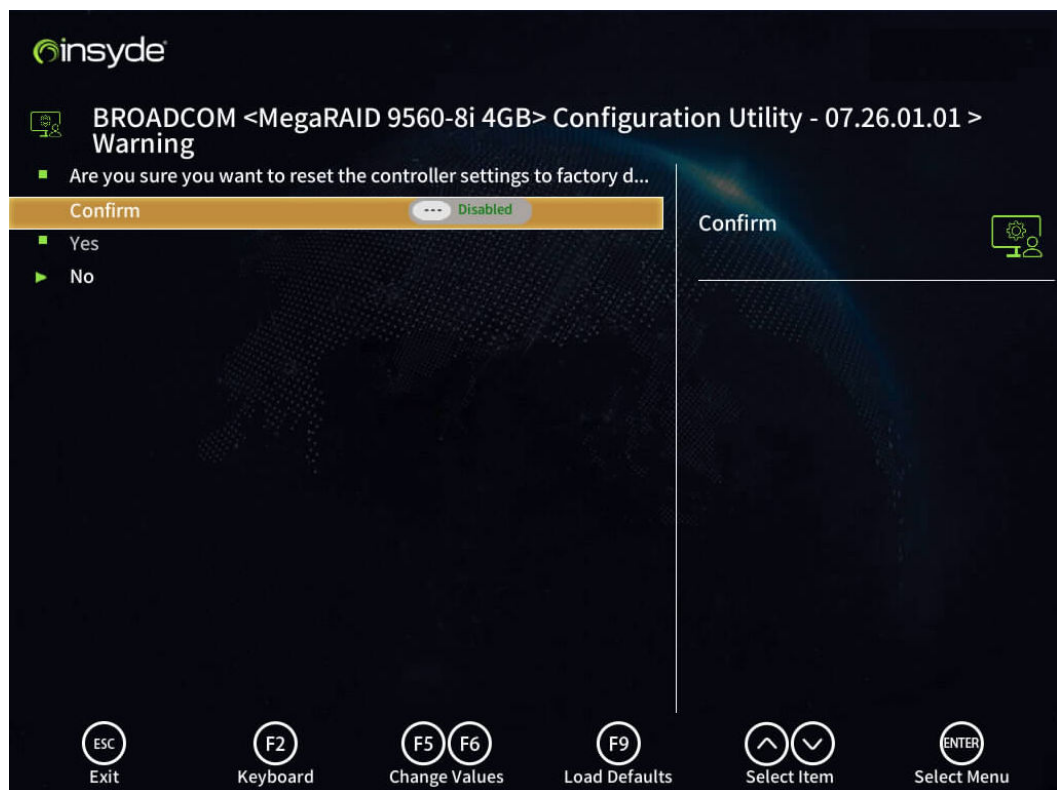 insyde
BROADCOM <MegaRAID 9560-8i 4GB> Configuration Utility - 07.26.01.01 >
Warning
Are you sure you want to reset the controller settings to factory d...
Confirm --- Disabled
Yes
No
Confirm
ESC F2 F5 F6 F9 ENTER
Exit Keyboard Change Values Load Defaults Select Item Select Menu